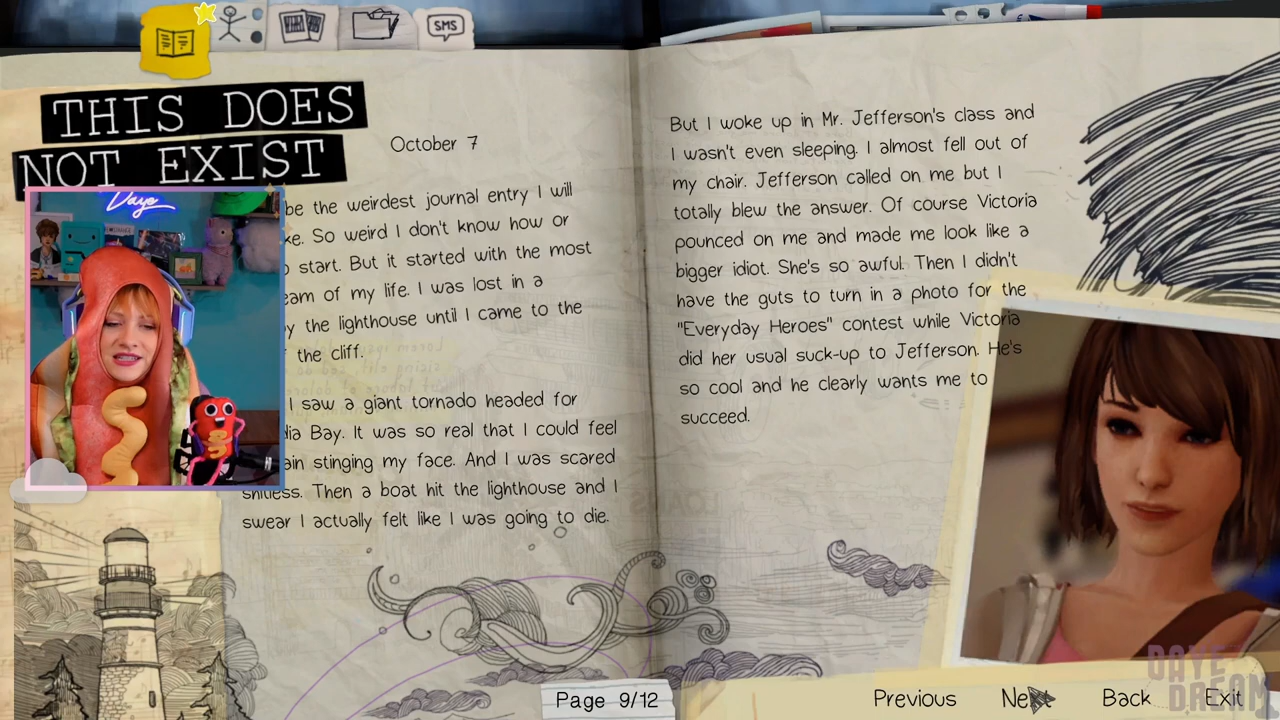 SMS
THIS DOES
NOT EXIST
Daye
October 7
be the weirdest journal entry I will
So weird I don't know how or
start. But it started with the most
of my life. I was lost in a
the lighthouse until I came to the
the cliff.
I saw a giant tornado headed for
Bay. It was so real that I could feel
stinging my face. And I was scared
shitless. Then a boat hit the lighthouse and I
swear I actually felt like I was going to die.
But I woke up in Mr. Jefferson's class and
I wasn't even sleeping. I almost fell out of
my chair. Jefferson called on me but I
totally blew the answer. Of course Victoria
pounced on me and made me look like a
bigger idiot. She's so awful. Then I didn't
have the guts to turn in a photo for the
"Everyday Heroes" contest while Victoria
did her usual suck-up to Jefferson. He's
so cool and he clearly wants me to
succeed.
Page 9/12
Previous
Back
Exit
DAYE
DREAM